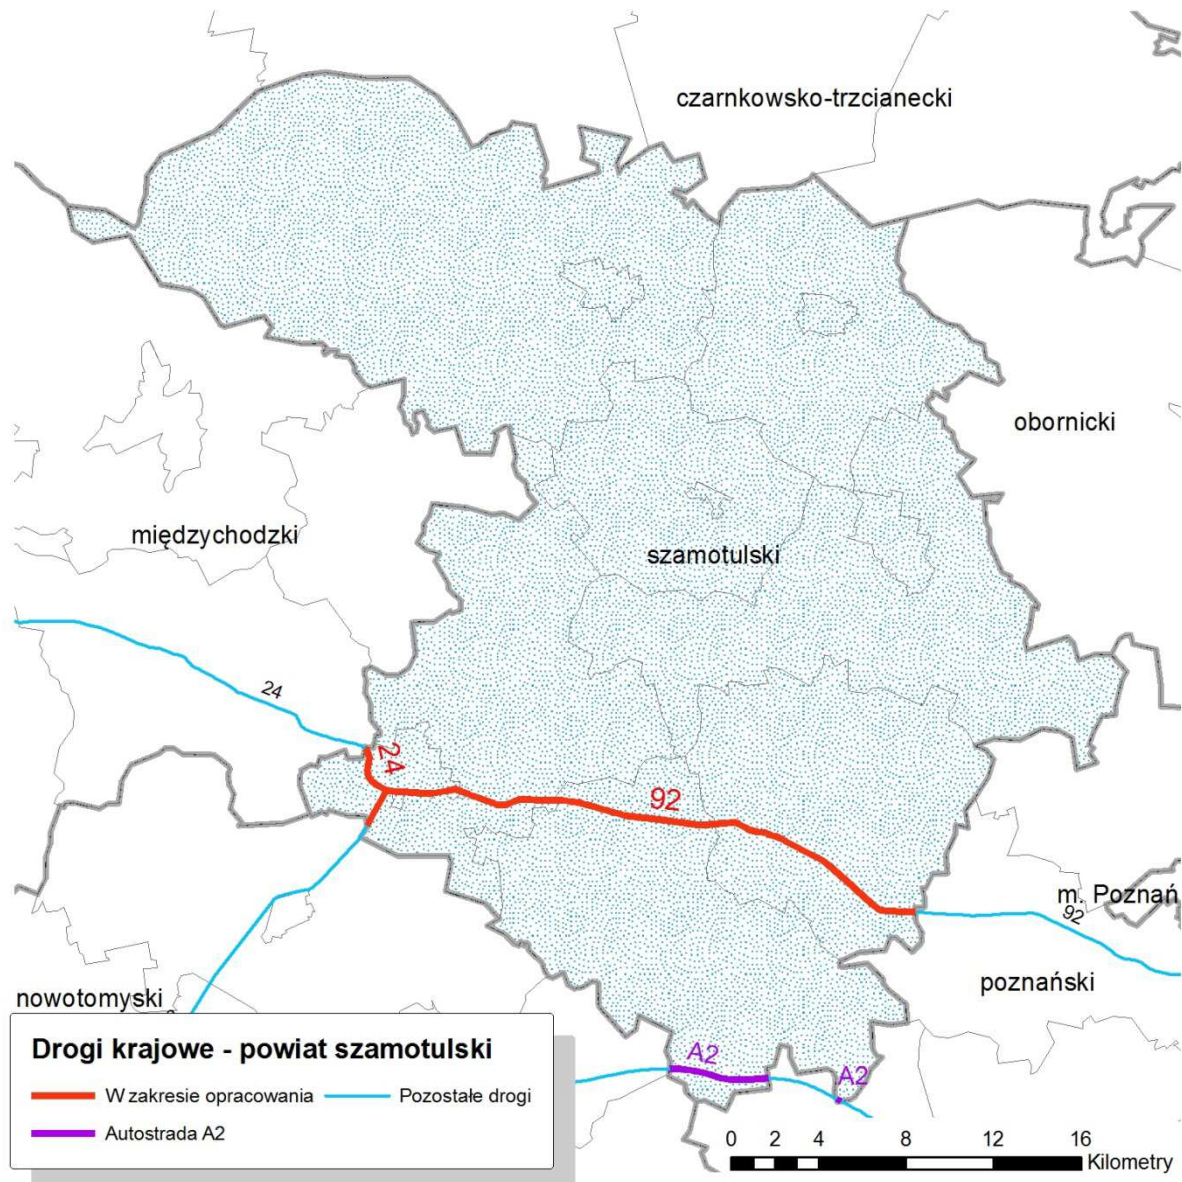 czarnkowsko-trzcianecki
obornicki
międzychodzki
szamotulski
24
24
92
m. Poznań
92
nowotomyski
poznański
Drogi krajowe - powiat szamotulski
W zakresie opracowania
Pozostałe drogi
Autostrada A2
A2
A2
0 2 4 8 12 16
Kilometry